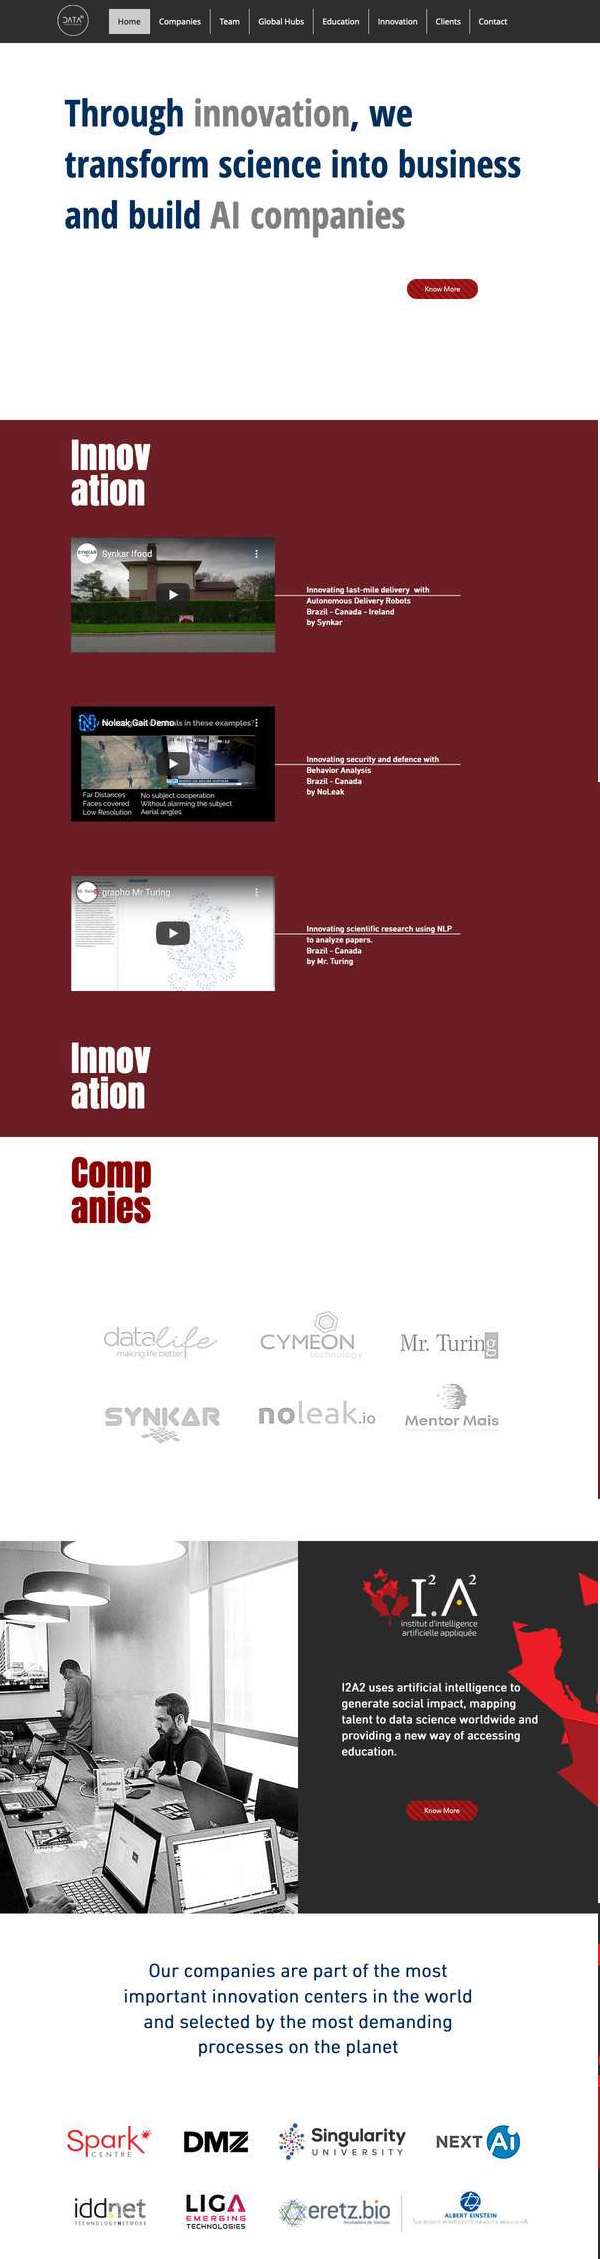 DATA
Home
Companies
Team
Global Hubs
Education
Innovation
Clients
Contact
Through innovation, we
transform science into business
and build AI companies
Know More
Innov
ation
SYNKAR
Synkar Ifood
Innovating last-mile delivery with
Autonomous Delivery Robots
Brazil - Canada - Ireland
by Synkar
Noleak Gait Demo
als in these examples?
Far Distances
Faces covered
Low Resolution
No subject cooperation
Without alarming the subject
Aerial angles
Innovating security and defence with
Behavior Analysis
Brazil - Canada
by NoLeak
grapho Mr Turing
Innovating scientific research using NLP
to analyze papers.
Brazil - Canada
by Mr. Turing
Innov
ation
Comp
anies
datalife
making life better
CYMEON
technology
Mr. Turing
SYNKAR
noleak.io
Mentor Mais
I².A²
institut d'intelligence
artificielle appliquée
I2A2 uses artificial intelligence to
generate social impact, mapping
talent to data science worldwide and
providing a new way of accessing
education.
Know More
Our companies are part of the most
important innovation centers in the world
and selected by the most demanding
processes on the planet
Spark
CENTRE
DMZ
Singularity
UNIVERSITY
NEXT Ai
iddnet
TECHNOLOGY NETWORK
LIGA
EMERGING
TECHNOLOGIES
eretz.bio
ALBERT EINSTEIN